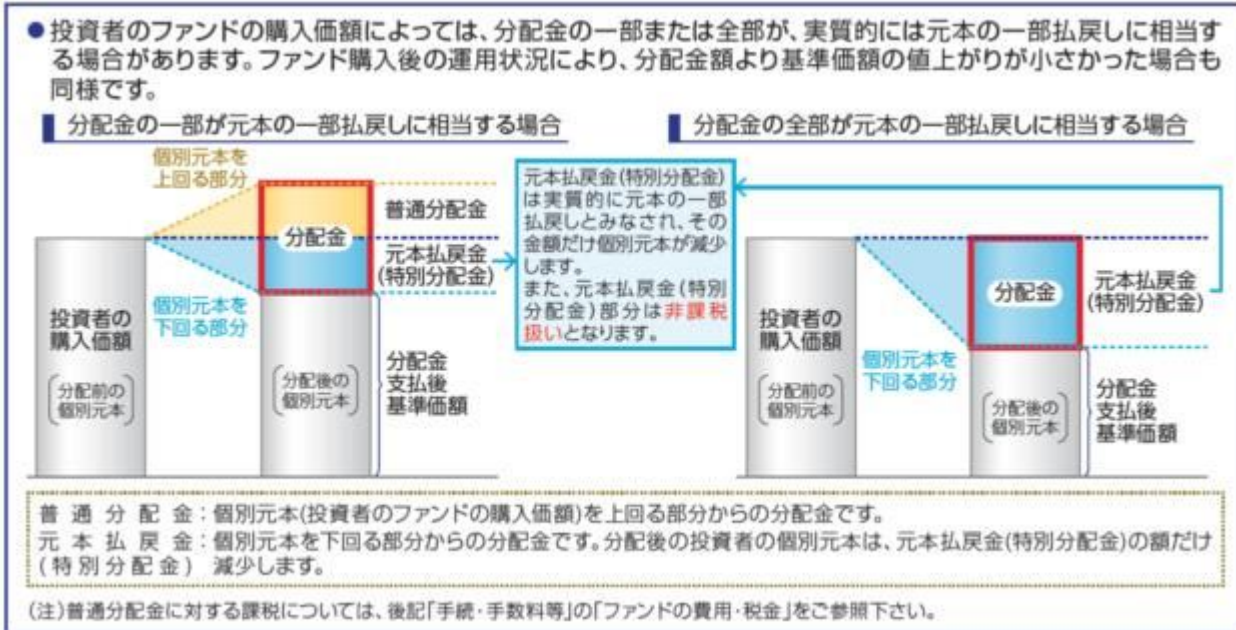 ●投資者のファンドの購入価額によっては、分配金の一部または全部が、実質的には元本の一部払戻しに相当す
る場合があります。ファンド購入後の運用状況により、分配金額より基準価額の値上がりが小さかった場合も
同様です。
分配金の一部が元本の一部払戻しに相当する場合
個別元本を
上回る部分
分配金
普通分配金
元本払戻金
(特別分配金)
個別元本を
下回る部分
投資者の
購入価額
(分配前の
個別元本)
(分配後の
個別元本)
分配金
支払後
基準価額
元本払戻金(特別分配金)
は実質的に元本の一部
払戻しとみなされ、その
金額だけ個別元本が減少
します。
また、元本払戻金(特別
分配金)部分は非課税
扱いとなります。
分配金の全部が元本の一部払戻しに相当する場合
分配金
元本払戻金
(特別分配金)
投資者の
購入価額
(分配前の
個別元本)
個別元本を
下回る部分
(分配後の
個別元本)
分配金
支払後
基準価額
普通分配金:個別元本(投資者のファンドの購入価額)を上回る部分からの分配金です。
元本払戻金:個別元本を下回る部分からの分配金です。分配後の投資者の個別元本は、元本払戻金(特別分配金)の額だけ
(特別分配金) 減少します。
(注)普通分配金に対する課税については、後記「手続・手数料等」の「ファンドの費用・税金」をご参照下さい。